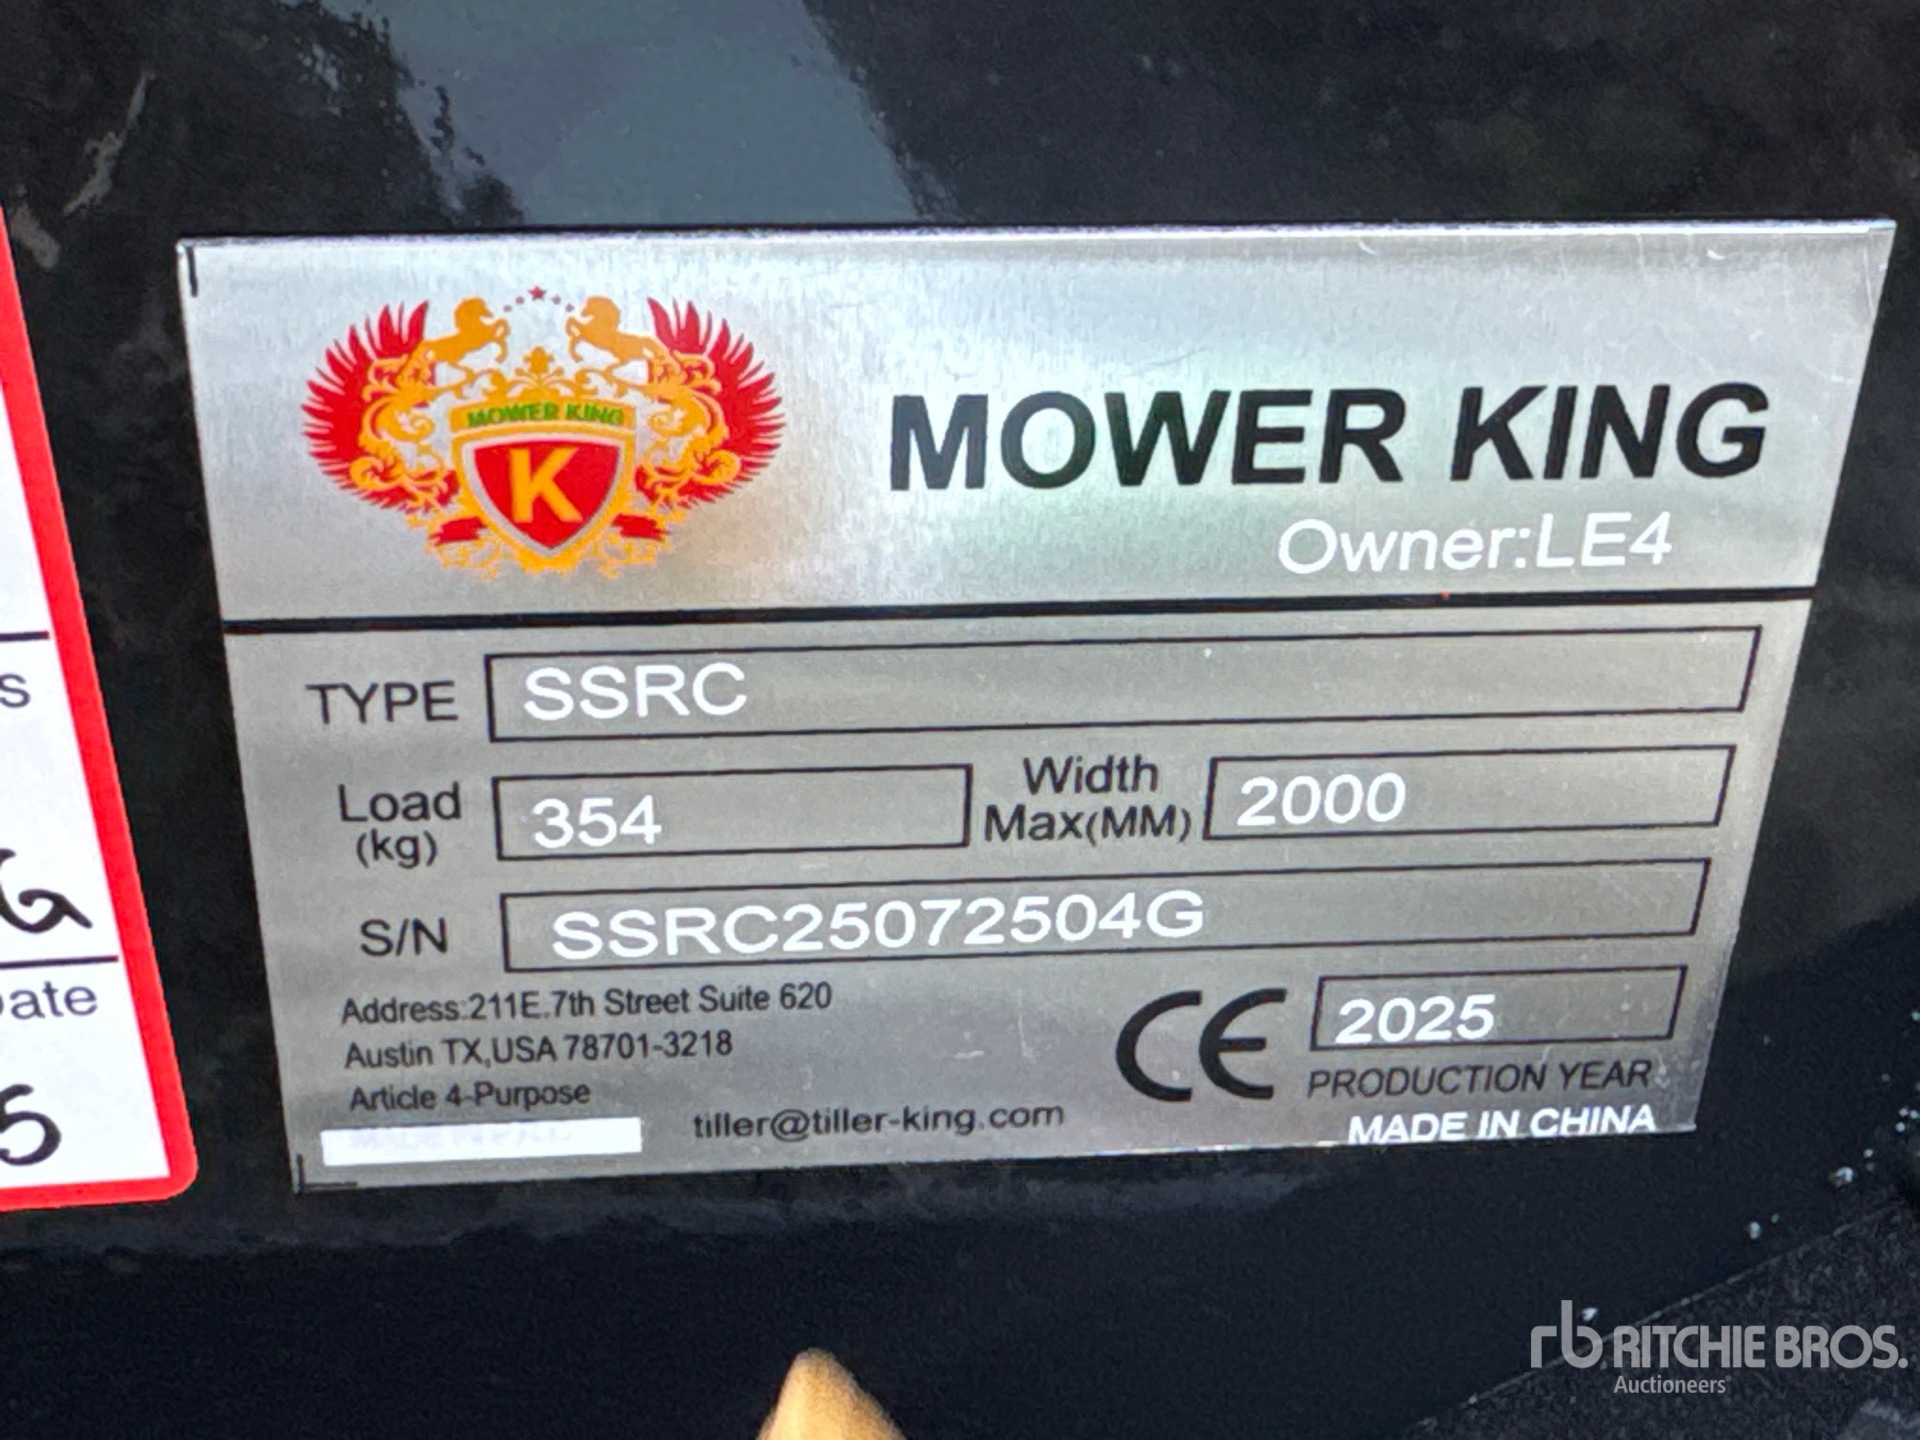 MOWER KING
K
MOWER KING
Owner:LE4
TYPE SSRC
Load (kg) 354
Width Max(MM) 2000
S/N SSRC25072504G
Address:211E.7th Street Suite 620
Austin TX,USA 78701-3218
Article 4-Purpose
tiller@tiller-king.com
CE
2025
PRODUCTION YEAR
MADE IN CHINA
s
G
ate
5
rb RITCHIE BROS.
Auctioneers